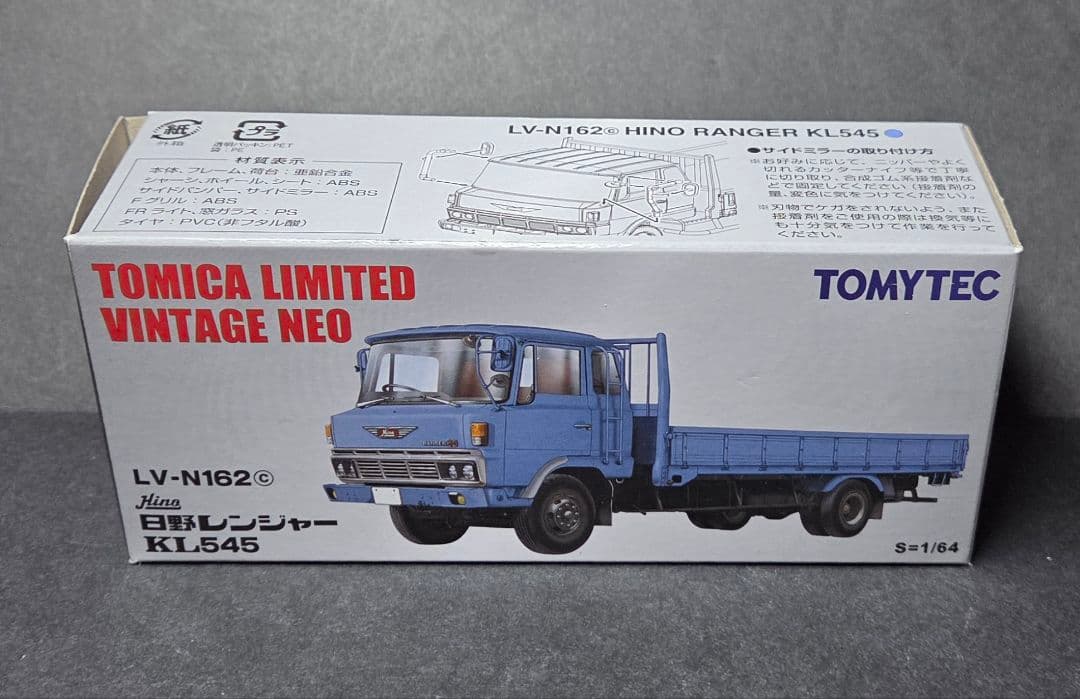 紙
外箱
プラ
透明パッキン:PET
袋:PE
LV-N162ⓒ HINO RANGER KL545
材質表示
本体、フレーム、荷台:亜鉛合金
シャーシ、ホイール、シート:ABS
サイドバンパー、サイドミラー:ABS
Fグリル:ABS
FRライト、窓ガラス:PS
タイヤ:PVC(非フタル酸)
●サイドミラーの取り付け方
※お好みに応じて、ニッパーやよく
切れるカッターナイフ等で丁寧
に切り取り、合成ゴム系接着剤な
どで固定してください(接着剤の
量、変色に気をつけてください)。
※刃物でケガをされないよう、また
接着剤をご使用の際は換気等に
も十分気をつけて作業を行って
ください。
TOMICA LIMITED
VINTAGE NEO
TOMYTEC
LV-N162ⓒ
Hino
日野レンジャー
KL545
S=1/64